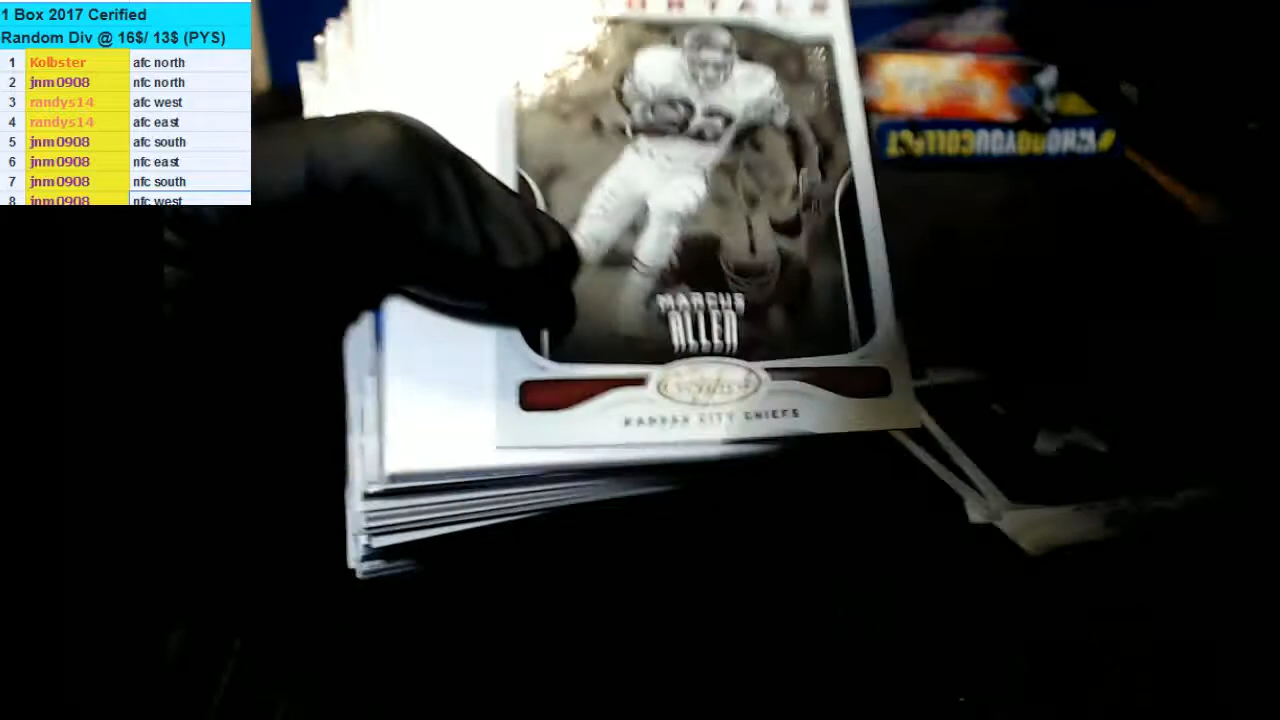 1 Box 2017 Cerified
Random Div @ 16$/ 13$ (PYS)
1 Kolbster afc north
2 jnm0908 nfc north
3 randys14 afc west
4 randys14 afc east
5 jnm0908 afc south
6 jnm0908 nfc east
7 jnm0908 nfc south
8 jnm0908 nfc west
MARCUS
ALLEN
Certified
KANSAS CITY CHIEFS